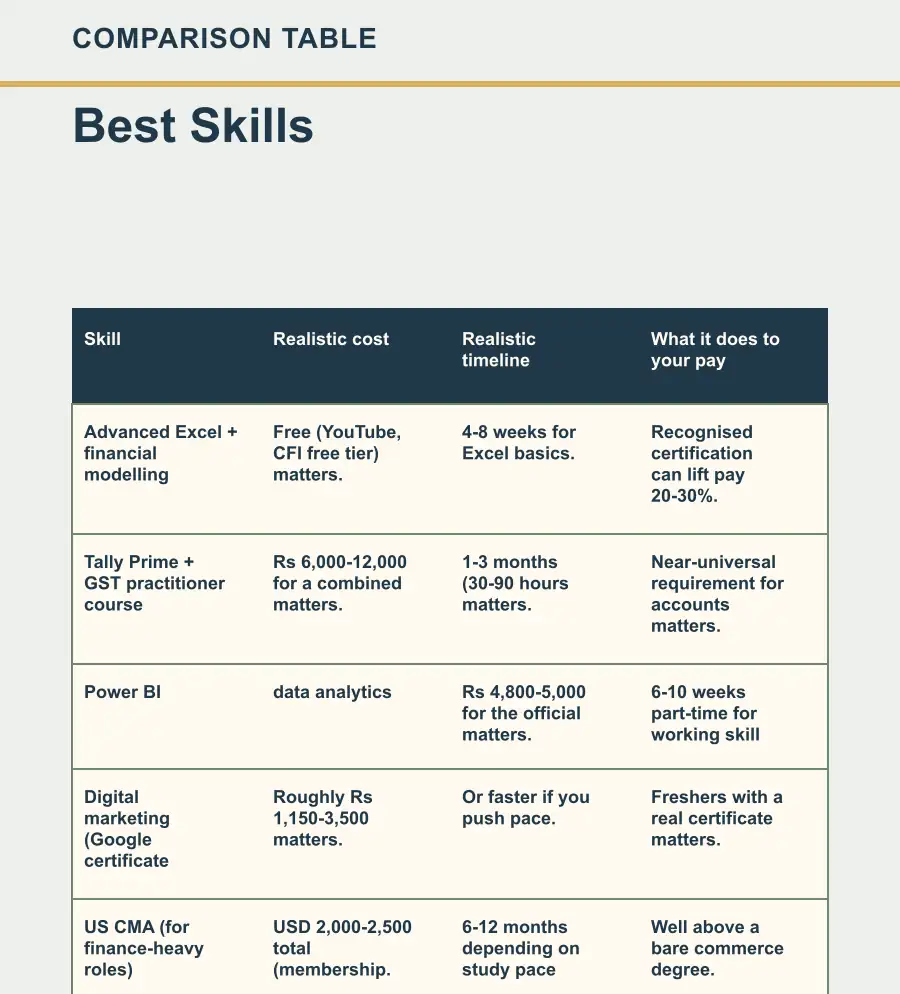 COMPARISON TABLE
Best Skills
Skill
Realistic cost
Realistic
timeline
What it does to
your pay
Advanced Excel +
financial
modelling
Free (YouTube,
CFI free tier)
matters.
4-8 weeks for
Excel basics.
Recognised
certification
can lift pay
20-30%.
Tally Prime +
GST practitioner
course
Rs 6,000-12,000
for a combined
matters.
1-3 months
(30-90 hours
matters.
Near-universal
requirement for
accounts
matters.
Power BI
data analytics
Rs 4,800-5,000
for the official
matters.
6-10 weeks
part-time for
working skill
Digital
marketing
(Google
certificate
Roughly Rs
1,150-3,500
matters.
Or faster if you
push pace.
Freshers with a
real certificate
matters.
US CMA (for
finance-heavy
roles)
USD 2,000-2,500
total
(membership.
6-12 months
depending on
study pace
Well above a
bare commerce
degree.